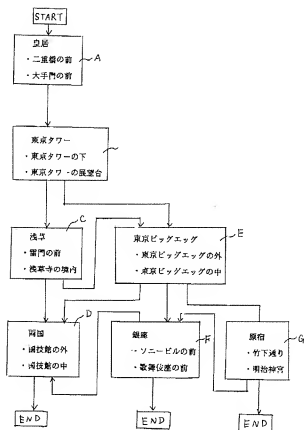 START
皇居
・二重橋の前
・大手門の前
A
東京タワー
・東京タワーの下
・東京タワーの展望台
C
浅草
・雷門の前
・浅草寺の境内
E
東京ビッグエッグ
・東京ビッグエッグの外
・東京ビッグエッグの中
D
両国
・国技館の外
・国技館の中
F
銀座
・ソニービルの前
・歌舞伎座の前
G
原宿
・竹下通り
・明治神宮
END
END
END